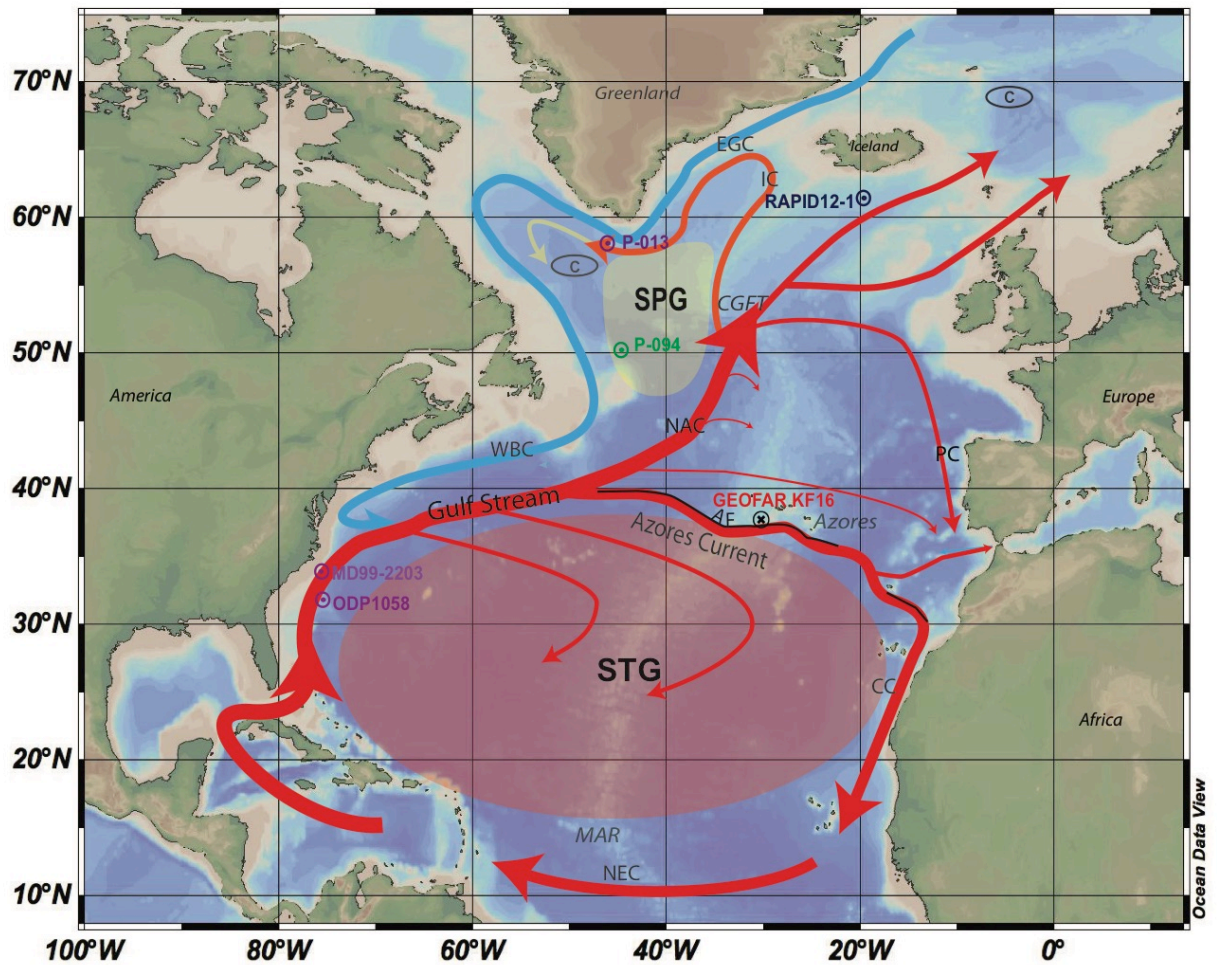 70°N
Greenland
C
EGC
Iceland
IC
RAPID12-1
60°N
P-013
C
SPG
CGFT
50°N
P-094
America
Europe
NAC
WBC
PC
40°N
Gulf Stream
GEOFAR KF16
AF
Azores
Azores Current
MD99-2203
ODP1058
30°N
STG
CC
Africa
20°N
MAR
NEC
10°N
100°W
80°W
60°W
40°W
20°W
0°
Ocean Data View